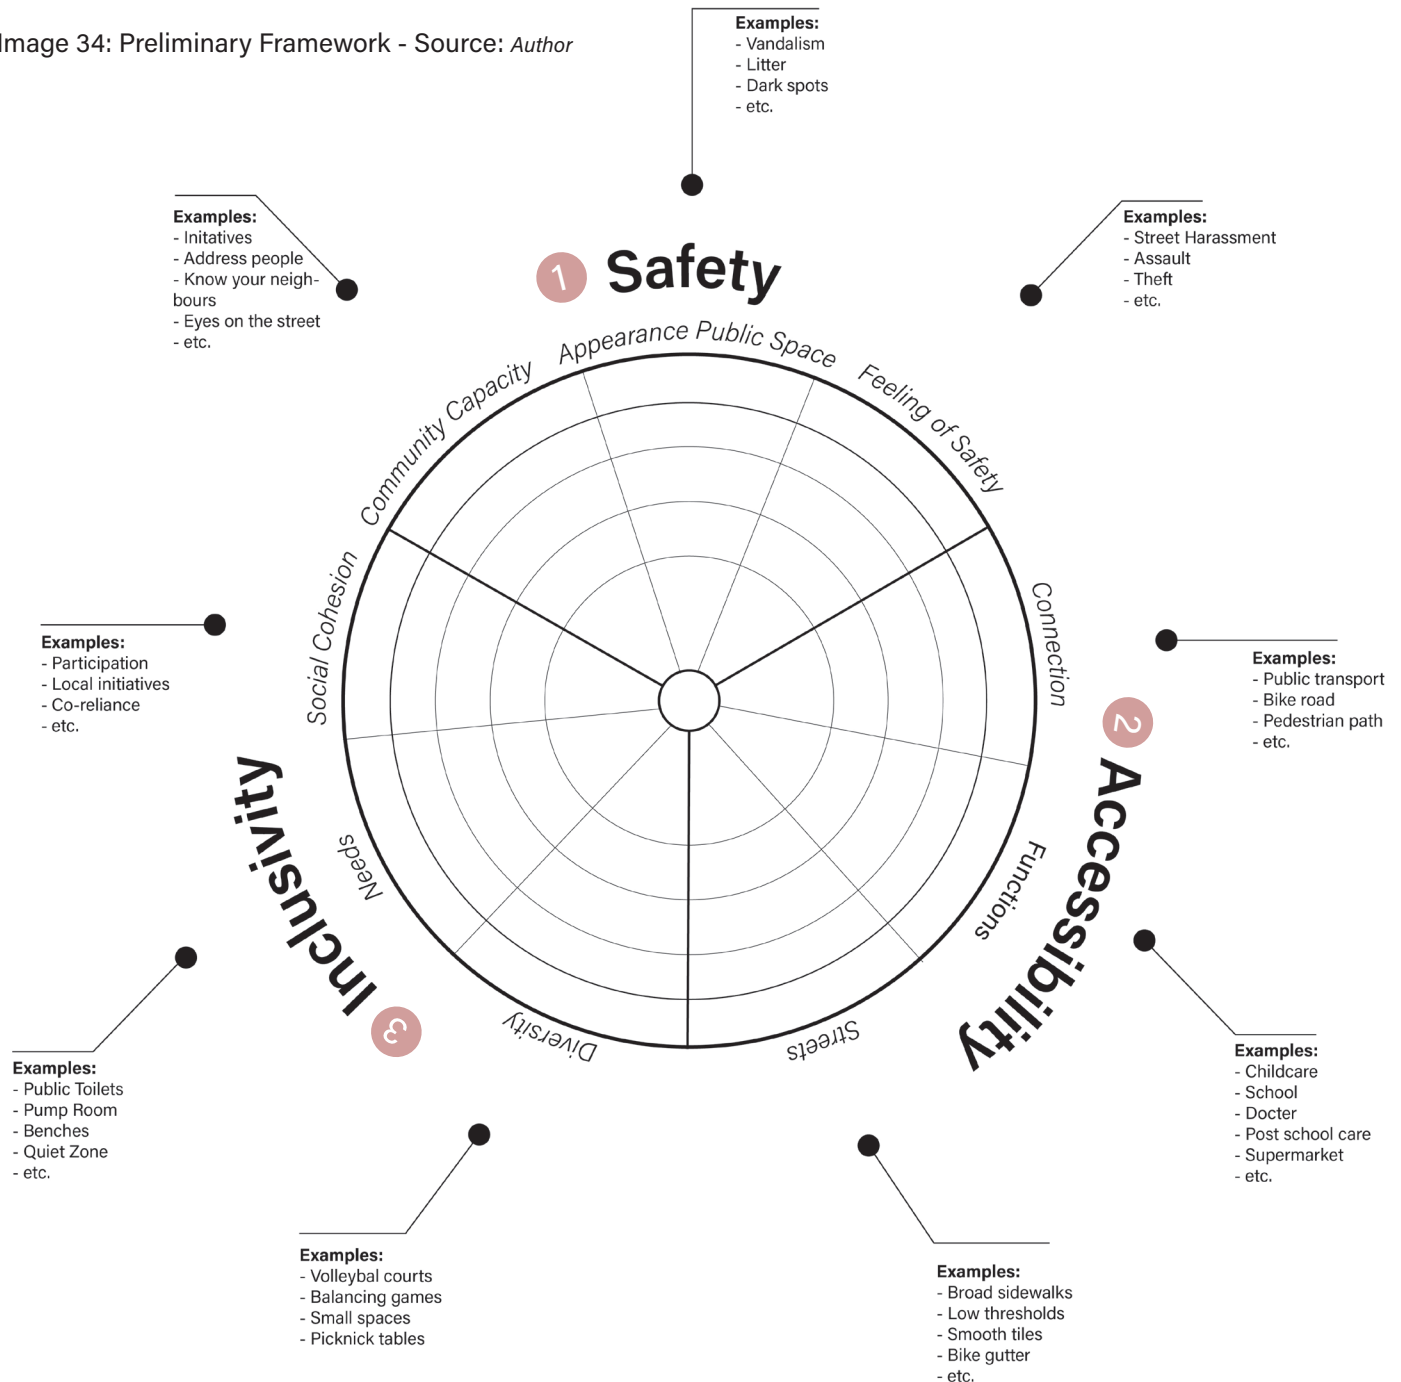 Image 34: Preliminary Framework - Source: Author
Examples:
- Vandalism
- Litter
- Dark spots
- etc.
Examples:
- Initatives
- Address people
- Know your neigh-
bours
- Eyes on the street
- etc.
Examples:
- Street Harassment
- Assault
- Theft
- etc.
1 Safety
Appearance Public Space
Community Capacity
Feeling of Safety
Social Cohesion
Connection
Examples:
- Participation
- Local initiatives
- Co-reliance
- etc.
Examples:
- Public transport
- Bike road
- Pedestrian path
- etc.
2 Accessibility
3 Inclusivity
Needs
Functions
Diversity
Streets
Examples:
- Public Toilets
- Pump Room
- Benches
- Quiet Zone
- etc.
Examples:
- Childcare
- School
- Docter
- Post school care
- Supermarket
- etc.
Examples:
- Volleybal courts
- Balancing games
- Small spaces
- Picknick tables
Examples:
- Broad sidewalks
- Low thresholds
- Smooth tiles
- Bike gutter
- etc.